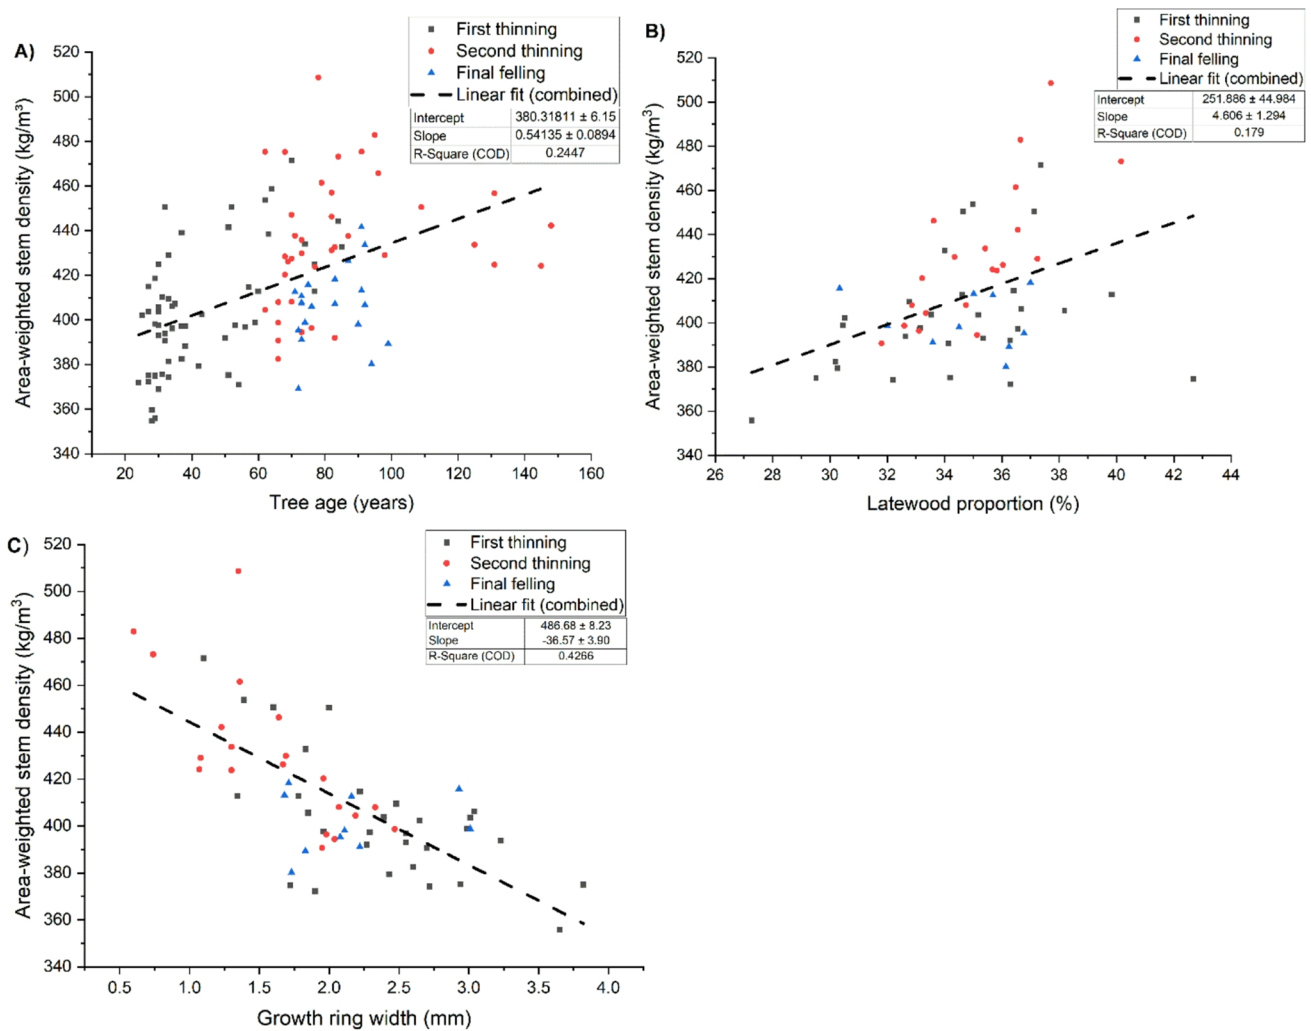 A)
First thinning
Second thinning
Final felling
Linear fit (combined)
Intercept 380.31811 ± 6.15
Slope 0.54135 ± 0.0894
R-Square (COD) 0.2447
520
500
480
460
440
420
400
380
360
340
Area-weighted stem density (kg/m³)
20 40 60 80 100 120 140 160
Tree age (years)
B)
First thinning
Second thinning
Final felling
Linear fit (combined)
Intercept 251.886 ± 44.984
Slope 4.606 ± 1.294
R-Square (COD) 0.179
520
500
480
460
440
420
400
380
360
340
Area-weighted stem density (kg/m³)
26 28 30 32 34 36 38 40 42 44
Latewood proportion (%)
C)
First thinning
Second thinning
Final felling
Linear fit (combined)
Intercept 486.68 ± 8.23
Slope -36.57 ± 3.90
R-Square (COD) 0.4266
520
500
480
460
440
420
400
380
360
340
Area-weighted stem density (kg/m³)
0.5 1.0 1.5 2.0 2.5 3.0 3.5 4.0
Growth ring width (mm)